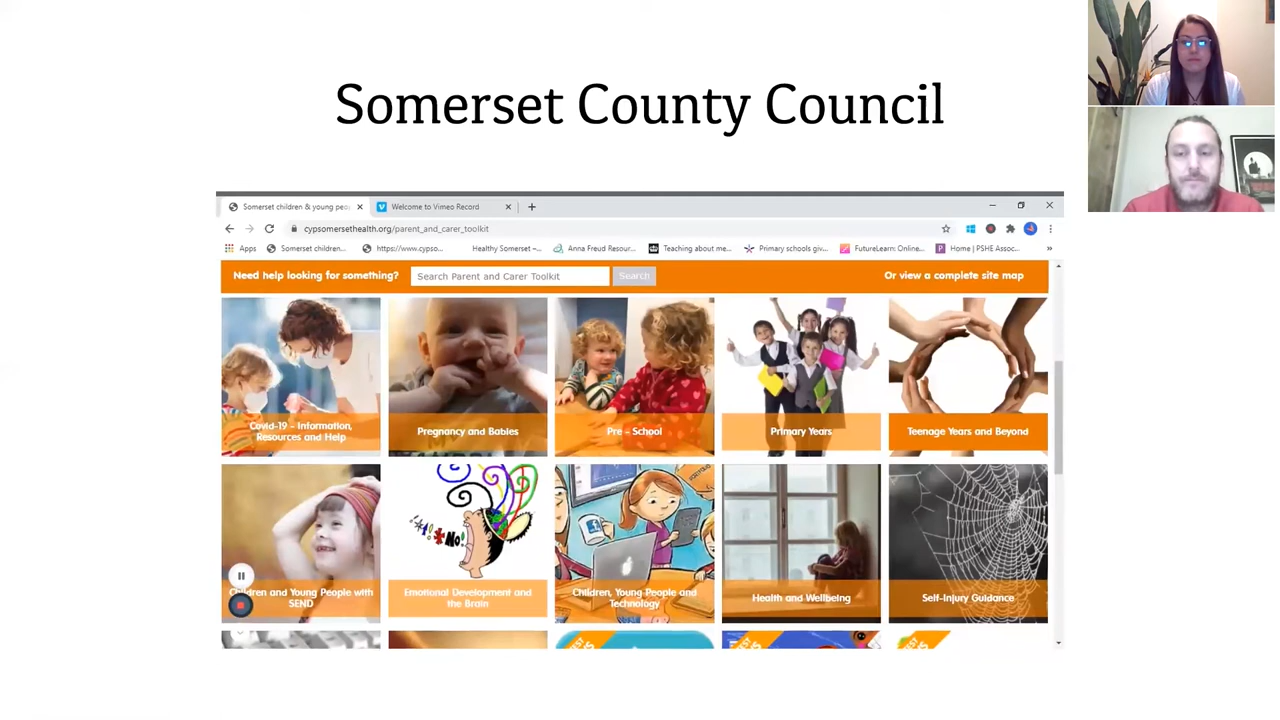 Somerset County Council
Somerset children & young peo
Welcome to Vimeo Record
cypsomersethealth.org/parent_and_carer_toolkit
Apps
Somerset children...
https://www.cypso...
Healthy Somerset –...
Anna Freud Resour...
Teaching about me...
Primary schools giv...
FutureLearn: Online...
Home | PSHE Assoc...
Need help looking for something?
Search Parent and Carer Toolkit
Search
Or view a complete site map
Covid-19 - Information,
Resources and Help
Pregnancy and Babies
Pre - School
Primary Years
Teenage Years and Beyond
No!
Children and Young People with
SEND
Emotional Development and
the Brain
Children, Young People and
Technology
Health and Wellbeing
Self-Injury Guidance